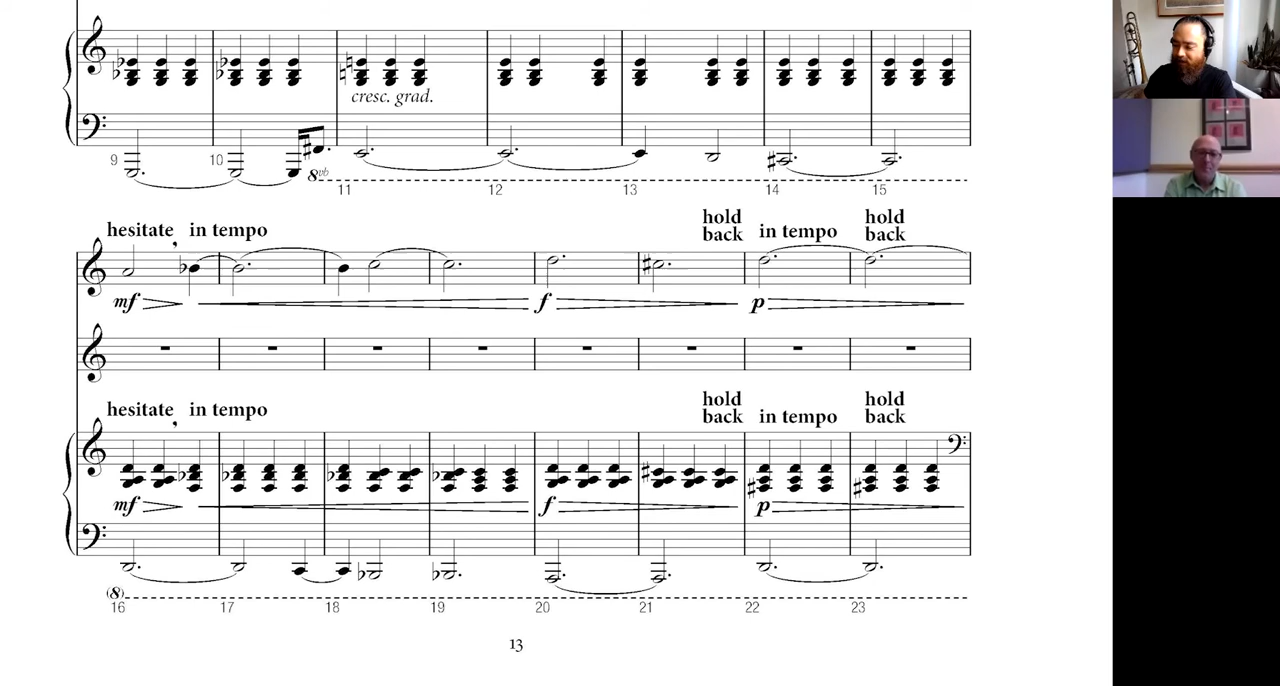 cresc. grad.
9 10 8vb 11 12 13 14 15
hesitate , in tempo hold back in tempo hold back
mf f p
hesitate , in tempo hold back in tempo hold back
mf f p
(8)
16 17 18 19 20 21 22 23
13